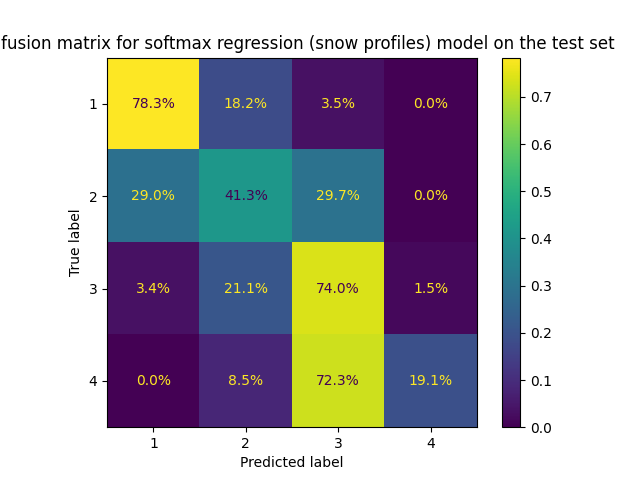 fusion matrix for softmax regression (snow profiles) model on the test set
1 78.3% 18.2% 3.5% 0.0%
2 29.0% 41.3% 29.7% 0.0%
3 3.4% 21.1% 74.0% 1.5%
4 0.0% 8.5% 72.3% 19.1%
1 2 3 4
True label
Predicted label
0.7
0.6
0.5
0.4
0.3
0.2
0.1
0.0